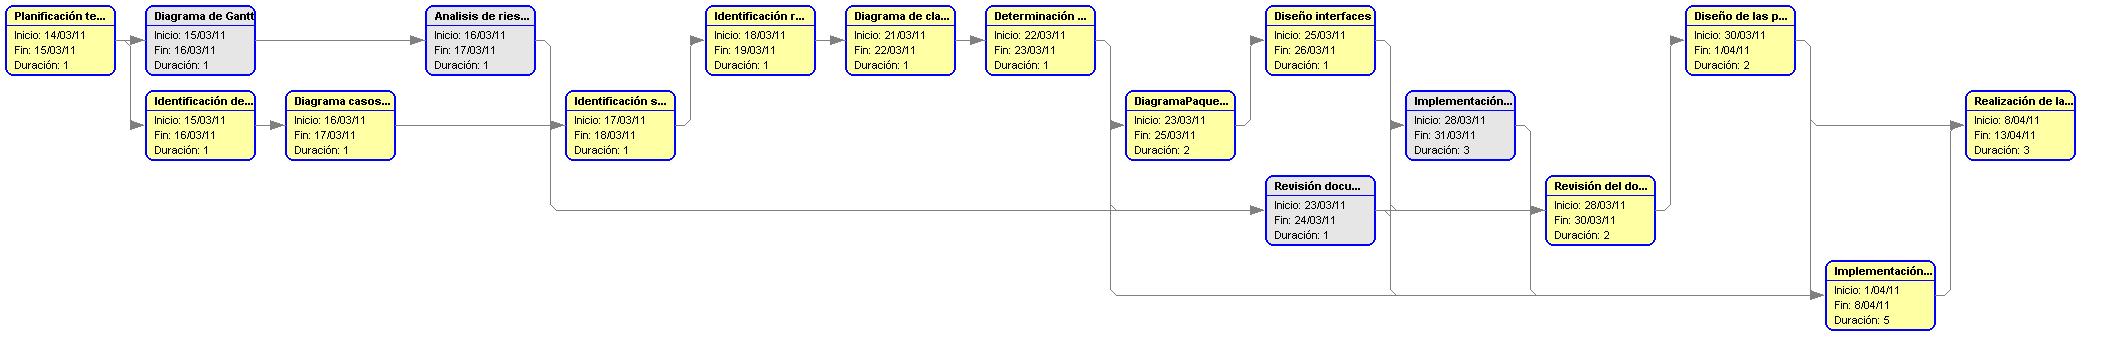 Planificación te...
Inicio: 14/03/11
Fin: 15/03/11
Duración: 1
Diagrama de Gantt
Inicio: 15/03/11
Fin: 16/03/11
Duración: 1
Analisis de ries...
Inicio: 16/03/11
Fin: 17/03/11
Duración: 1
Identificación r...
Inicio: 18/03/11
Fin: 19/03/11
Duración: 1
Diagrama de cla...
Inicio: 21/03/11
Fin: 22/03/11
Duración: 1
Determinación ...
Inicio: 22/03/11
Fin: 23/03/11
Duración: 1
Diseño interfaces
Inicio: 25/03/11
Fin: 26/03/11
Duración: 1
Diseño de las p...
Inicio: 30/03/11
Fin: 1/04/11
Duración: 2
Identificación de...
Inicio: 15/03/11
Fin: 16/03/11
Duración: 1
Diagrama casos...
Inicio: 16/03/11
Fin: 17/03/11
Duración: 1
Identificación s...
Inicio: 17/03/11
Fin: 18/03/11
Duración: 1
DiagramaPaque...
Inicio: 23/03/11
Fin: 25/03/11
Duración: 2
Implementación...
Inicio: 28/03/11
Fin: 31/03/11
Duración: 3
Realización de la...
Inicio: 8/04/11
Fin: 13/04/11
Duración: 3
Revisión docu...
Inicio: 23/03/11
Fin: 24/03/11
Duración: 1
Revisión del do...
Inicio: 28/03/11
Fin: 30/03/11
Duración: 2
Implementación...
Inicio: 1/04/11
Fin: 8/04/11
Duración: 5